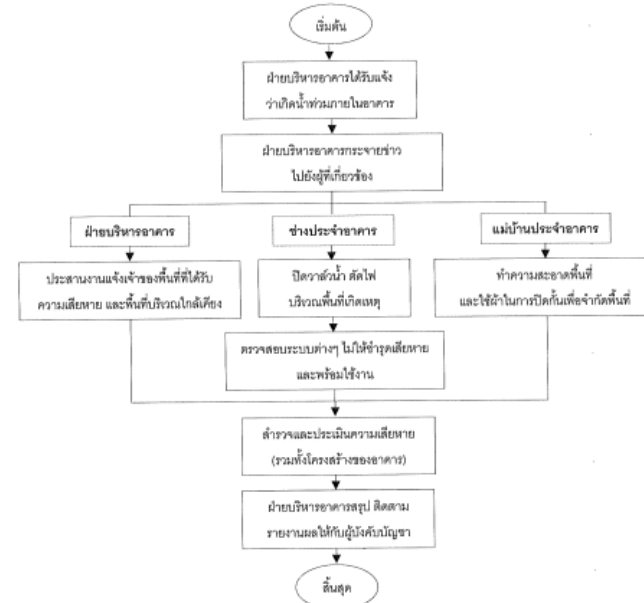 เริ่มต้น
ฝ่ายบริหารอาคารได้รับแจ้ง
ว่าเกิดน้ำท่วมภายในอาคาร
ฝ่ายบริหารอาคารกระจายข่าว
ไปยังผู้ที่เกี่ยวข้อง
ฝ่ายบริหารอาคาร
ช่างประจำอาคาร
แม่บ้านประจำอาคาร
ประสานงานแจ้งเจ้าของพื้นที่ที่ได้รับ
ความเสียหาย และพื้นที่บริเวณใกล้เคียง
ปิดวาล์วน้ำ ตัดไฟ
บริเวณพื้นที่เกิดเหตุ
ทำความสะอาดพื้นที่
และใช้ผ้าในการปิดกั้นเพื่อจำกัดพื้นที่
ตรวจสอบระบบต่างๆ ไม่ให้ชำรุดเสียหาย
และพร้อมใช้งาน
สำรวจและประเมินความเสียหาย
(รวมทั้งโครงสร้างของอาคาร)
ฝ่ายบริหารอาคารสรุป ติดตาม
รายงานผลให้กับผู้บังคับบัญชา
สิ้นสุด